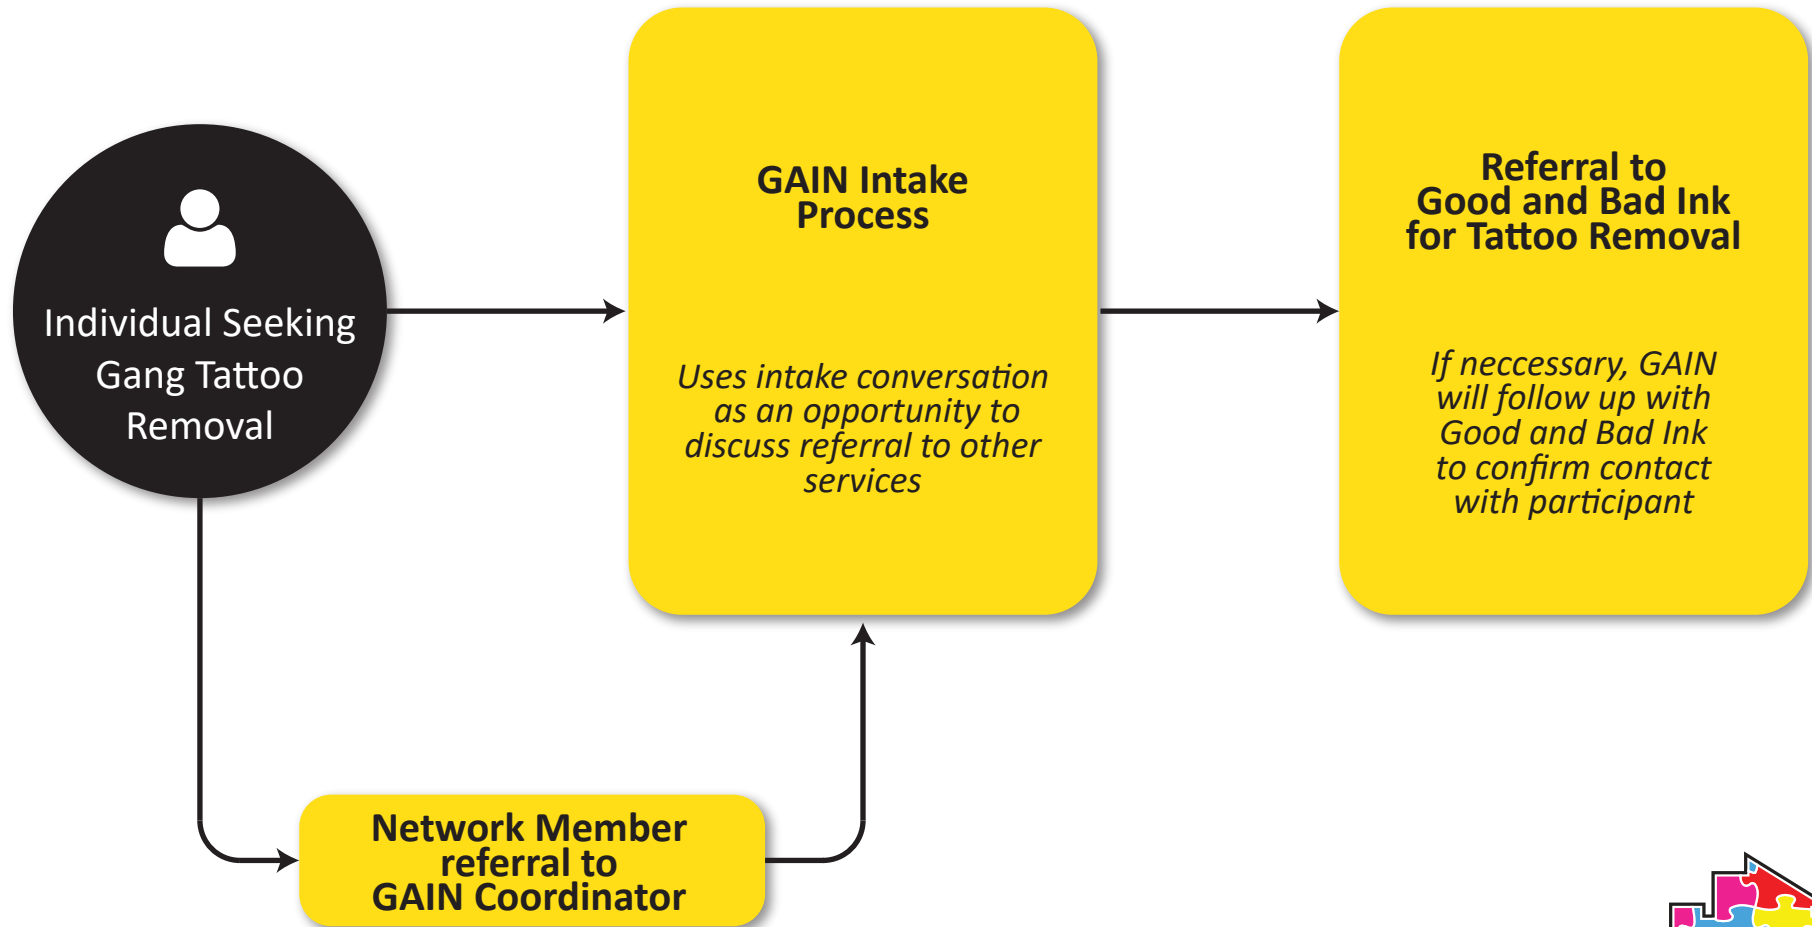 Individual Seeking
Gang Tattoo
Removal
GAIN Intake
Process
Uses intake conversation
as an opportunity to
discuss referral to other
services
Referral to
Good and Bad Ink
for Tattoo Removal
If neccessary, GAIN
will follow up with
Good and Bad Ink
to confirm contact
with participant
Network Member
referral to
GAIN Coordinator